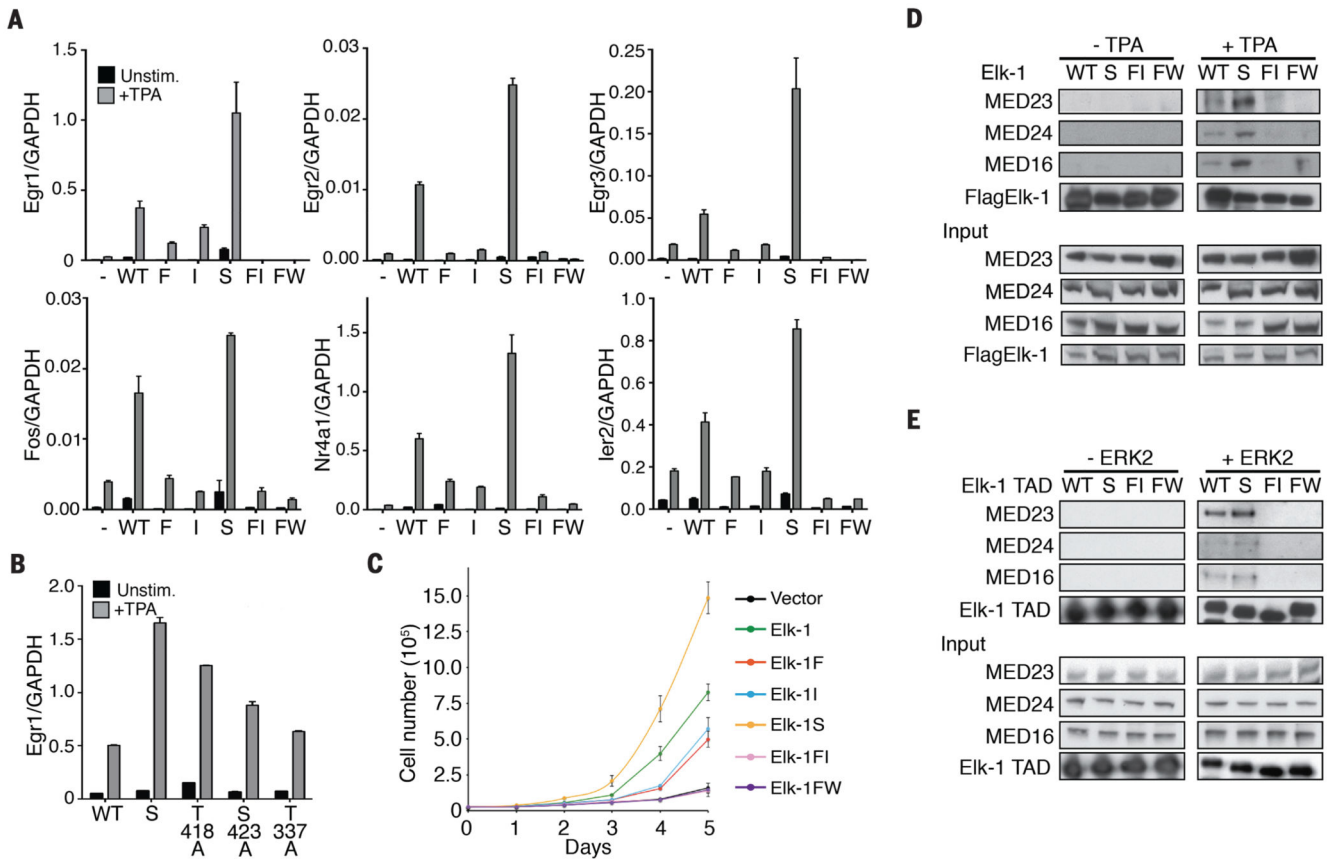 A
Egr1/GAPDH
1.5
1.0
0.5
0
Unstim.
+TPA
- WT F I S FI FW
Egr2/GAPDH
0.03
0.02
0.01
0.00
- WT F I S FI FW
Egr3/GAPDH
0.25
0.20
0.15
0.10
0.05
0.00
- WT F I S FI FW
Fos/GAPDH
0.03
0.02
0.01
0.00
- WT F I S FI FW
Nr4a1/GAPDH
1.5
1.0
0.5
0.0
- WT F I S FI FW
Ier2/GAPDH
1.0
0.8
0.6
0.4
0.2
0.0
- WT F I S FI FW
B
Egr1/GAPDH
2.0
1.5
1.0
0.5
0
Unstim.
+TPA
WT S T S T
418 423 337
A A A
C
Cell number (10⁵)
15.0
12.5
10.0
7.5
5.0
2.5
0
0 1 2 3 4 5
Days
Vector
Elk-1
Elk-1F
Elk-1I
Elk-1S
Elk-1FI
Elk-1FW
D
- TPA + TPA
Elk-1 WT S FI FW WT S FI FW
MED23
MED24
MED16
FlagElk-1
Input
MED23
MED24
MED16
FlagElk-1
E
- ERK2 + ERK2
Elk-1 TAD WT S FI FW WT S FI FW
MED23
MED24
MED16
Elk-1 TAD
Input
MED23
MED24
MED16
Elk-1 TAD